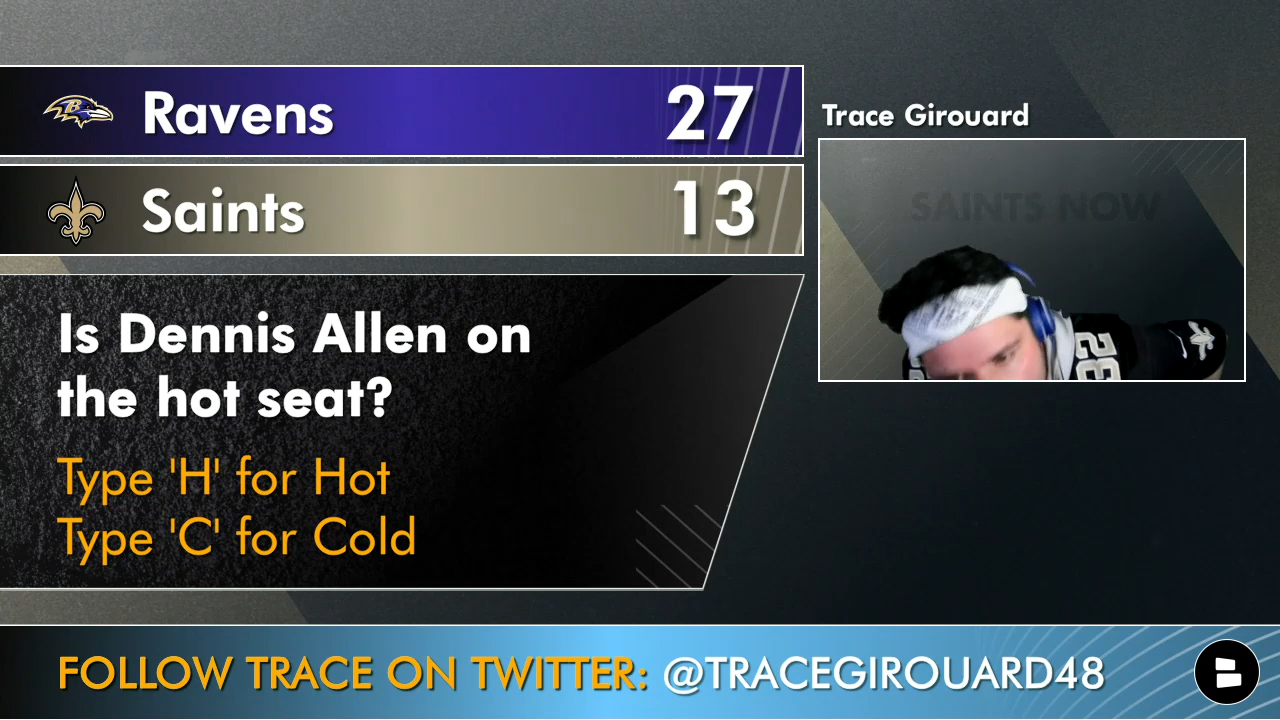 Ravens 27
Trace Girouard
Saints 13
SAINTS NOW
32
Is Dennis Allen on
the hot seat?
Type 'H' for Hot
Type 'C' for Cold
FOLLOW TRACE ON TWITTER: @TRACEGIROUARD48